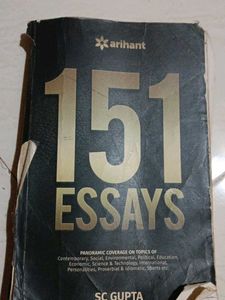 arihant
151
ESSAYS
PANORAMIC COVERAGE ON TOPICS OF
Contemporary, Social, Environmental, Political, Education,
Economic, Science & Technology, International,
Personalities, Proverbial & Idiomatic, Sports etc
SC GUPTA